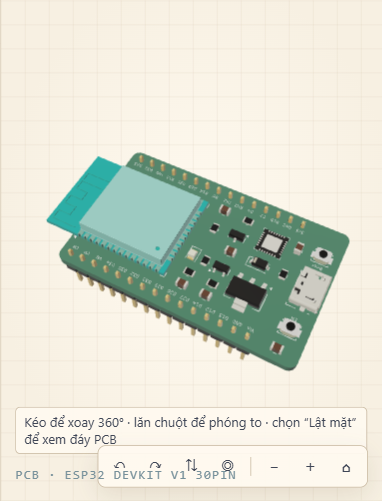 Kéo để xoay 360° · lăn chuột để phóng to · chọn “Lật mặt”
để xem đáy PCB
PCB · ESP32 DEVKIT V1 30PIN